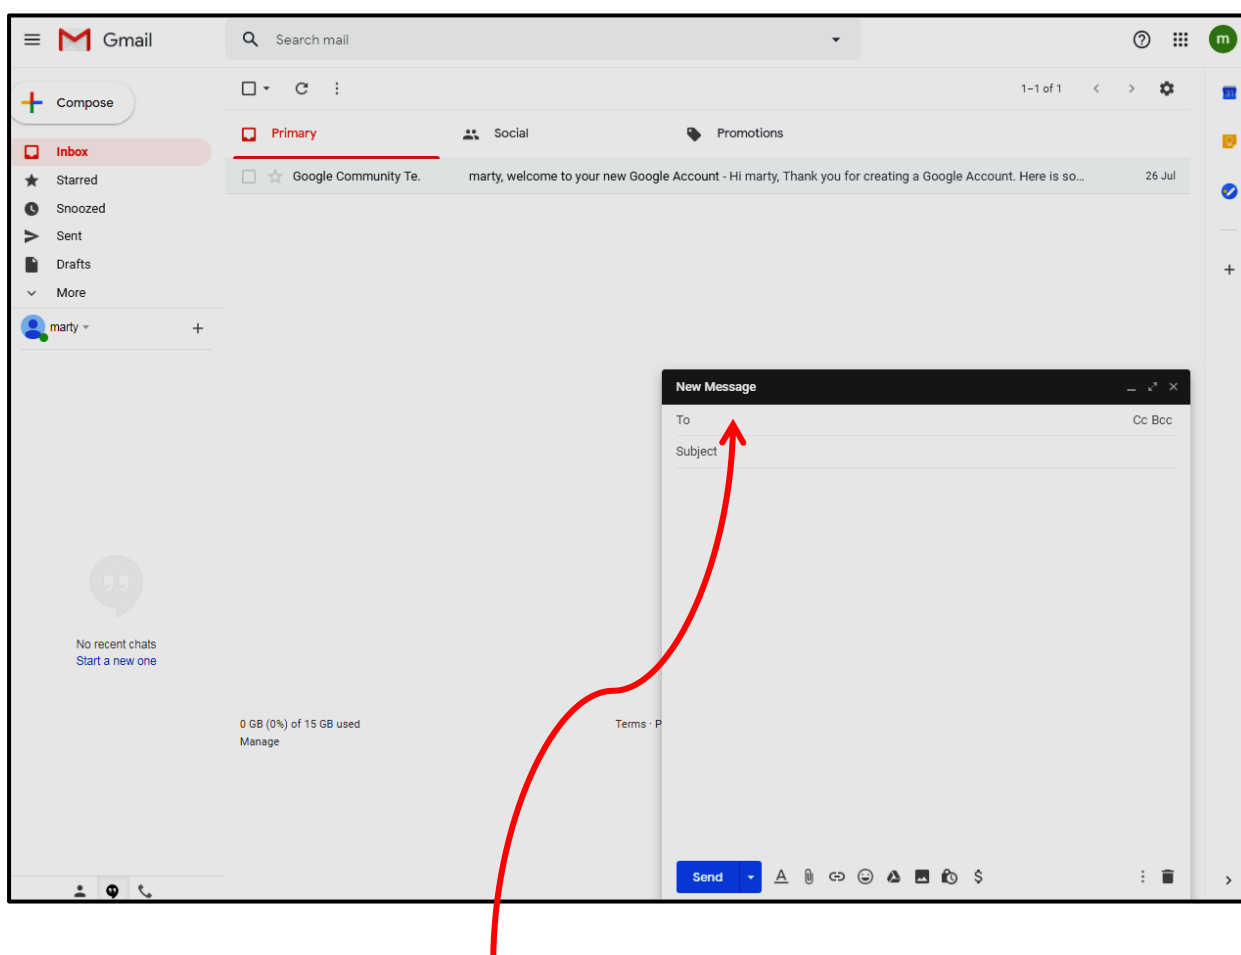 Gmail
Search mail
m
Compose
1–1 of 1
31
Primary
Social
Promotions
Inbox
Google Community Te.
marty, welcome to your new Google Account - Hi marty, Thank you for creating a Google Account. Here is so...
26 Jul
Starred
Snoozed
Sent
Drafts
More
marty
New Message
To
Cc Bcc
Subject
No recent chats
Start a new one
0 GB (0%) of 15 GB used
Terms · P
Manage
Send